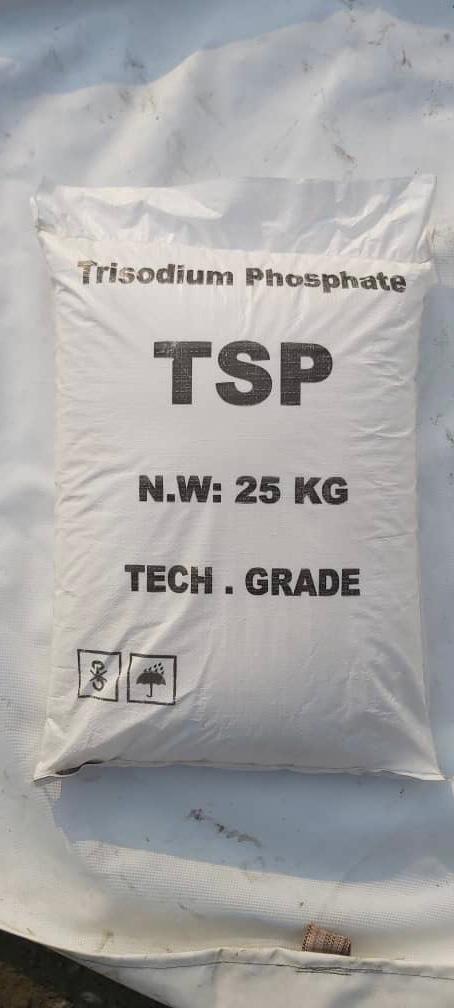 Trisodium Phosphate
TSP
N.W: 25 KG
TECH . GRADE